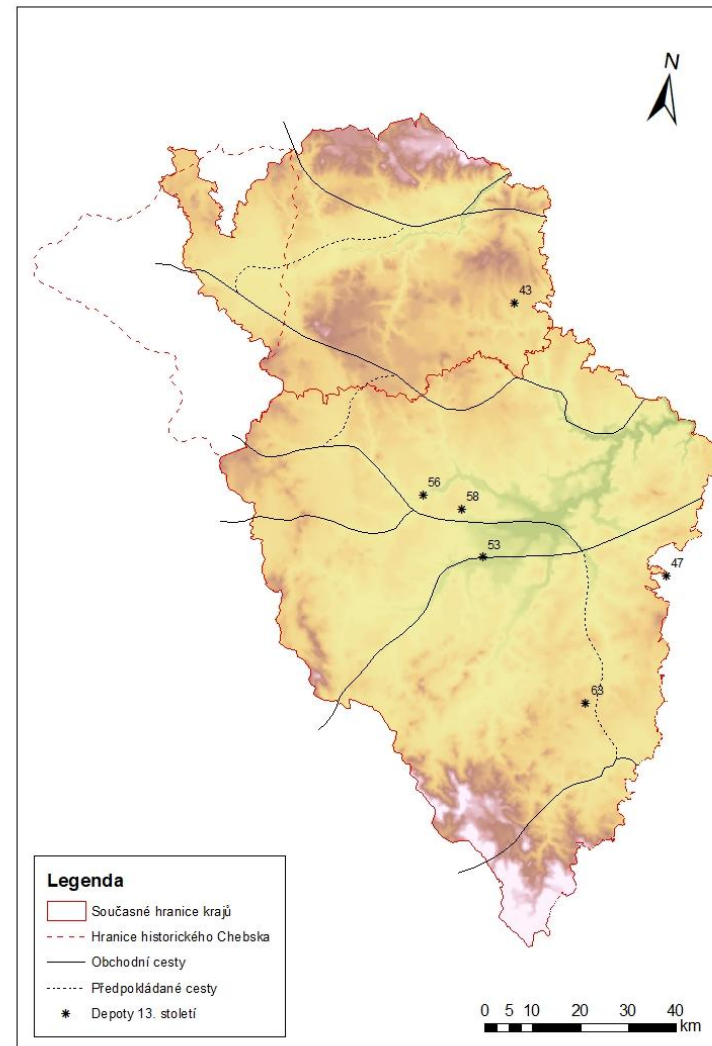 N
43
56
58
53
47
63
Legenda
Současné hranice krajů
Hranice historického Chebska
Obchodní cesty
Předpokládané cesty
Depoty 13. století
0 5 10 20 30 40
km